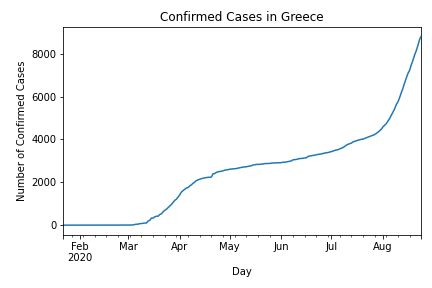 Confirmed Cases in Greece
Number of Confirmed Cases
8000
6000
4000
2000
0
Feb
2020
Mar
Apr
May
Jun
Jul
Aug
Day